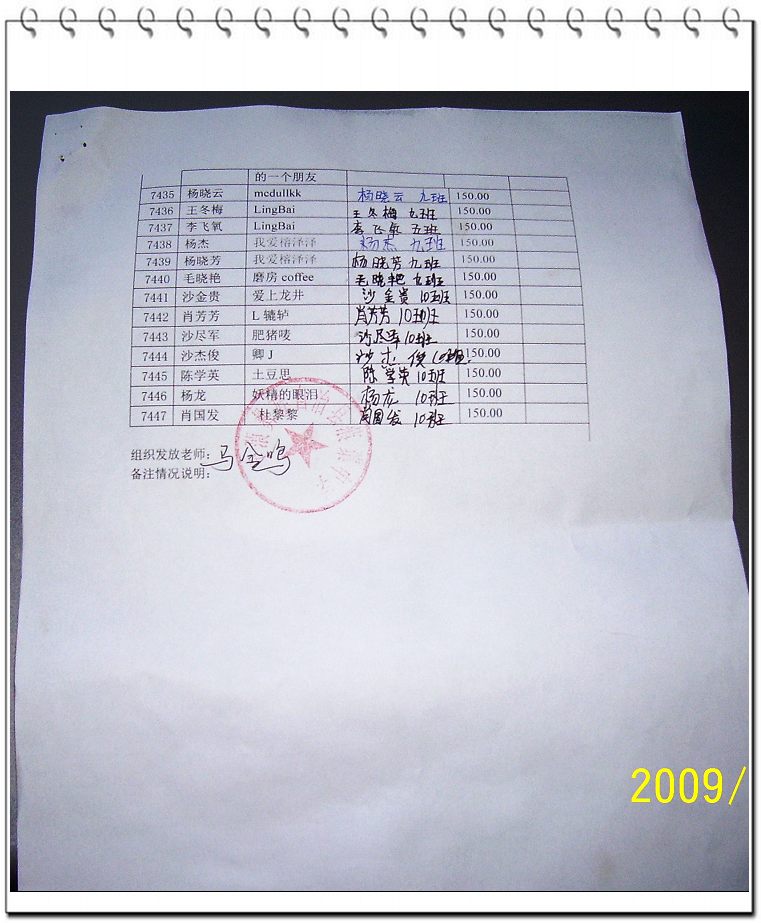 的一个朋友
7435 杨晓云 mcdullkk 杨晓云 九班 150.00
7436 王冬梅 LingBai 王冬梅 九班 150.00
7437 李飞氧 LingBai 李飞氧 五班 150.00
7438 杨杰 我爱榕泽泽 杨杰 九班 150.00
7439 杨晓芳 我爱榕泽泽 杨晓芳 九班 150.00
7440 毛晓艳 磨房 coffee 毛晓艳 九班 150.00
7441 沙金贵 爱上龙井 沙金贵 10班 150.00
7442 肖芳芳 L 辘轳 肖芳芳 10班 150.00
7443 沙尽军 肥猪唛 沙尽军 10班 150.00
7444 沙杰俊 卿 J 沙杰俊 10班 150.00
7445 陈学英 土豆思 陈学英 10班 150.00
7446 杨龙 妖精的眼泪 杨龙 10班 150.00
7447 肖国发 杜黎黎 国发 10班 150.00
组织发放老师: 马金鸣
备注情况说明:
2009/